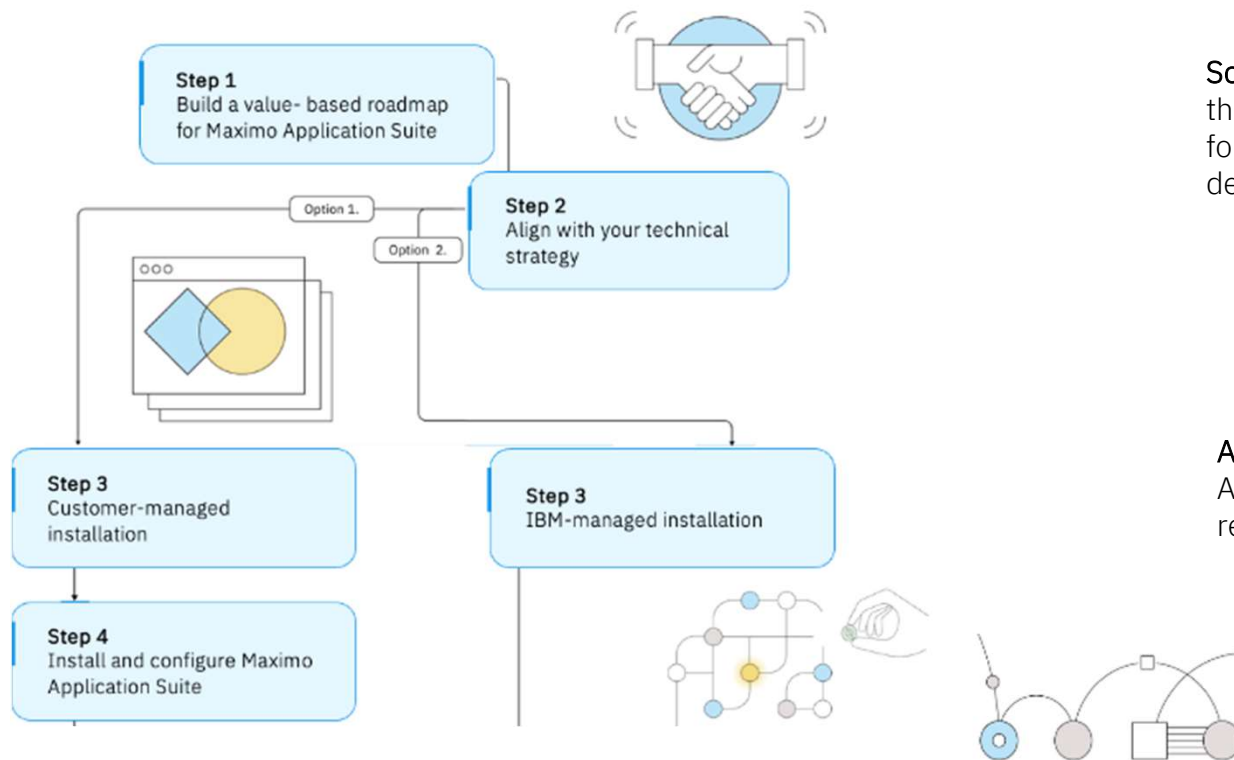 Step 1
Build a value- based roadmap
for Maximo Application Suite
Step 2
Align with your technical
strategy
Option 1.
Option 2.
Step 3
Customer-managed
installation
Step 3
IBM-managed installation
Step 4
Install and configure Maximo
Application Suite